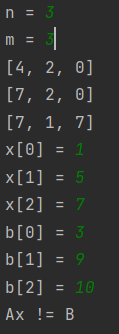 n = 3
m = 3
[4, 2, 0]
[7, 2, 0]
[7, 1, 7]
x[0] = 1
x[1] = 5
x[2] = 7
b[0] = 3
b[1] = 9
b[2] = 10
Ax != B